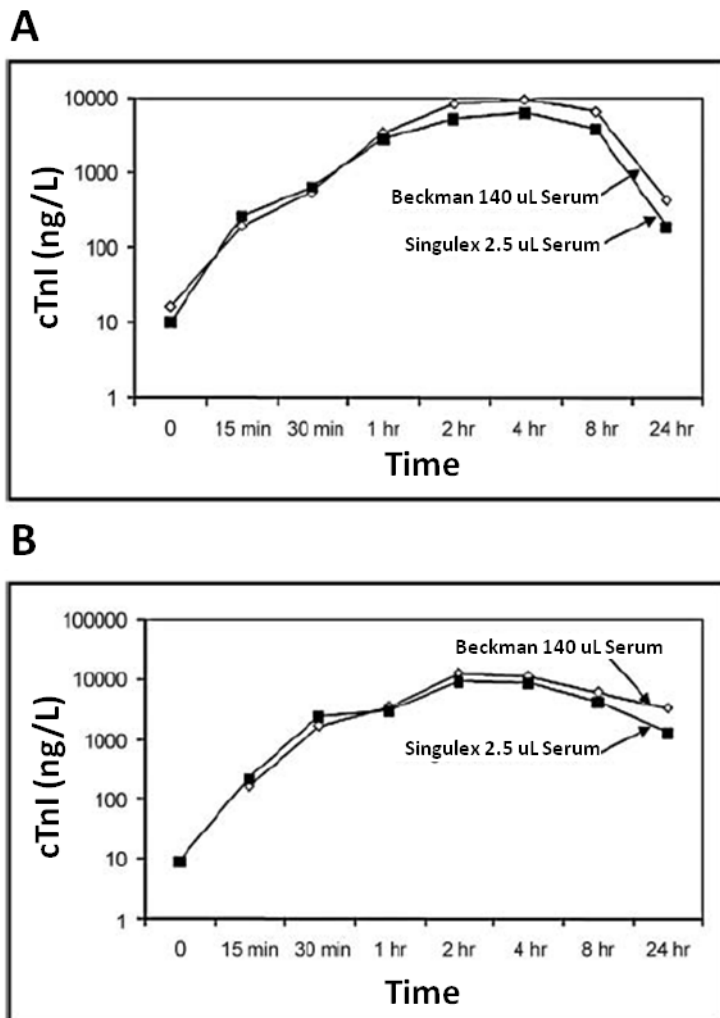 A
10000
1000
100
10
1
cTnI (ng/L)
Beckman 140 uL Serum
Singulex 2.5 uL Serum
0 15 min 30 min 1 hr 2 hr 4 hr 8 hr 24 hr
Time
B
100000
10000
1000
100
10
1
cTnI (ng/L)
Beckman 140 uL Serum
Singulex 2.5 uL Serum
0 15 min 30 min 1 hr 2 hr 4 hr 8 hr 24 hr
Time